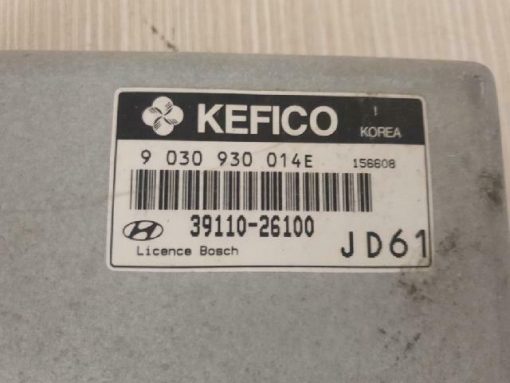 KEFICO
KOREA
9 030 930 014E 156608
39110-26100
JD61
Licence Bosch